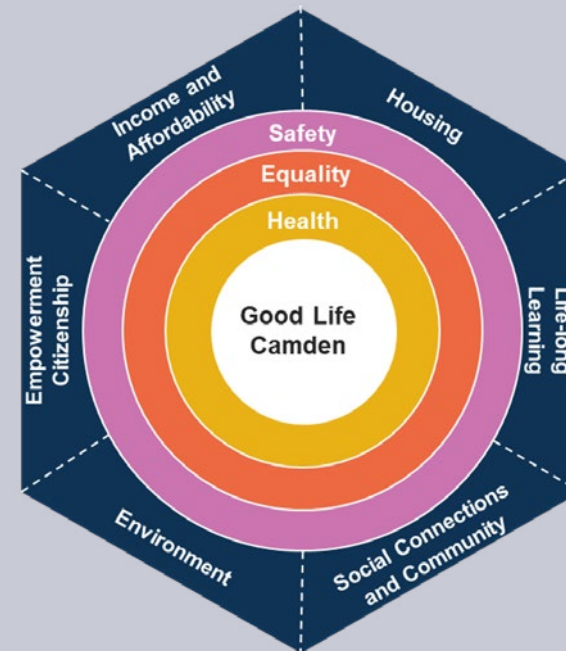 Income and
Affordability
Housing
Safety
Equality
Health
Good Life
Camden
Empowerment
Citizenship
Life-long
Learning
Environment
Social Connections
and Community